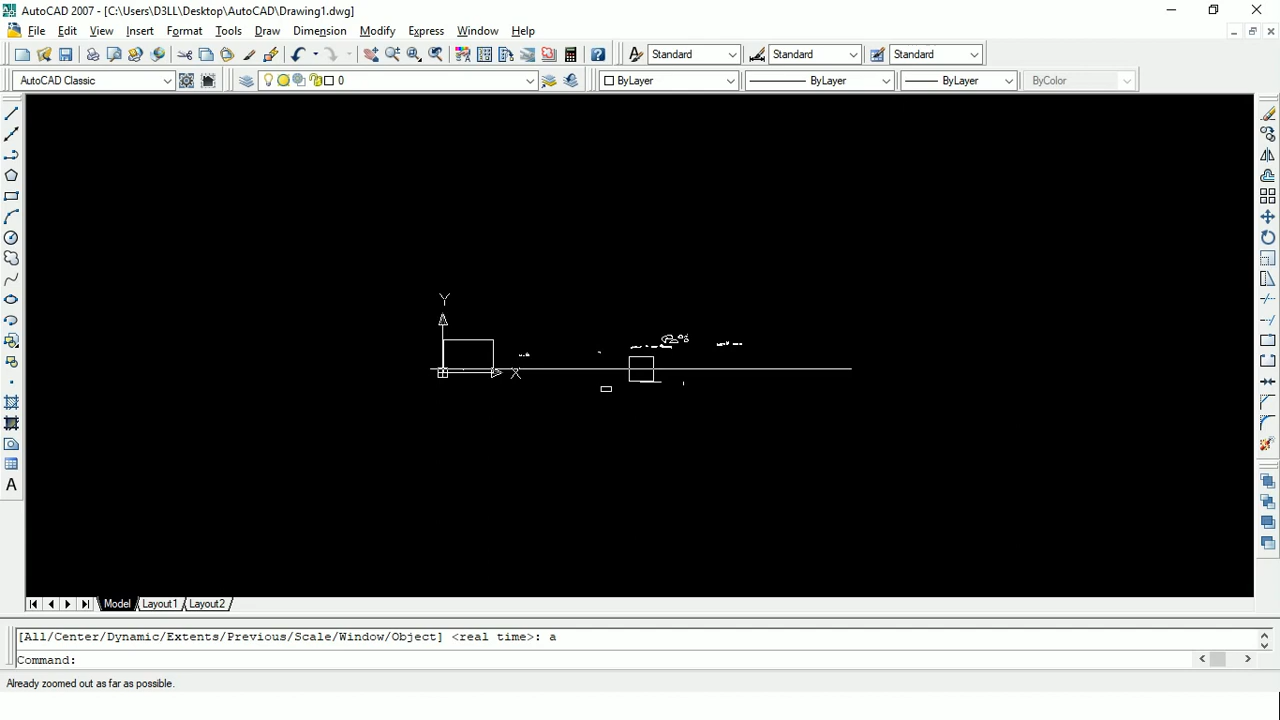 AutoCAD 2007 - [C:\Users\D3LL\Desktop\AutoCAD\Drawing1.dwg]
File Edit View Insert Format Tools Draw Dimension Modify Express Window Help
Standard Standard Standard
AutoCAD Classic 0 ByLayer ByLayer ByLayer ByColor
Y
X
Model Layout1 Layout2
[All/Center/Dynamic/Extents/Previous/Scale/Window/Object] <real time>: a
Command:
Already zoomed out as far as possible.